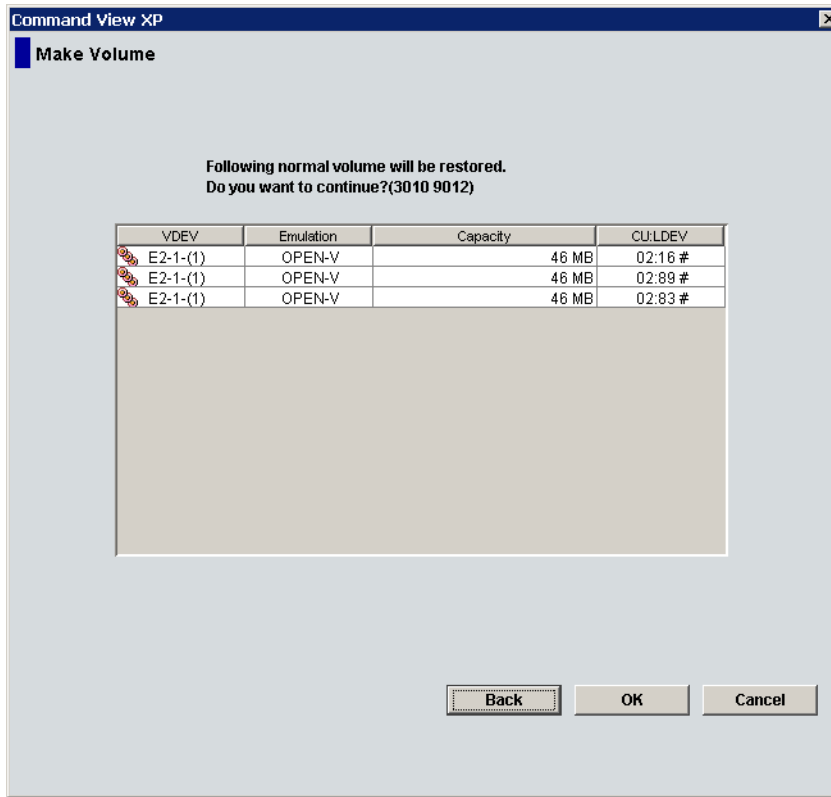 Command View XP
Make Volume
Following normal volume will be restored.
Do you want to continue?(3010 9012)
VDEV Emulation Capacity CU:LDEV
E2-1-(1) OPEN-V 46 MB 02:16 #
E2-1-(1) OPEN-V 46 MB 02:89 #
E2-1-(1) OPEN-V 46 MB 02:83 #
Back OK Cancel